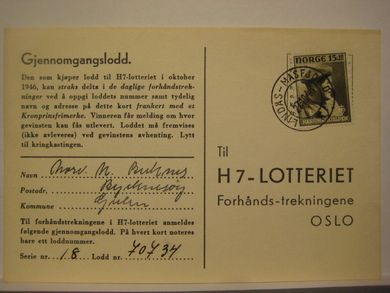 Gjennomgangslodd.
Den som kjøper lodd til H7-lotteriet i oktober
1946, kan straks delta i de daglige forhåndstrek-
ninger ved å oppgi loddets nummer samt tydelig
navn og adresse på dette kort frankert med et
Kronprinsfrimerke. Vinneren får melding om hvor
gevinsten kan fås utlevert. Loddet må fremvises
(ikke avleveres) ved gevinstens avhenting. Lytt
til kringkastingen.
Navn
Postadr.
Kommune Gulen
Til forhåndstrekningene i H7-lotteriet anmeldes
følgende gjennomgangslodd. På hvert kort noteres
bare ett loddnummer.
Serie nr. 18 Lodd nr. 70734
NORGE 15
Til
H7-LOTTERIET
Forhånds-trekningene
OSLO